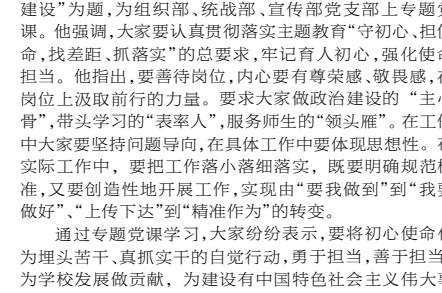 建设”为题,为组织部、统战部、宣传部党支部上专题
课。他强调,大家要认真贯彻落实主题教育“守初心、担
命,找差距、抓落实”的总要求,牢记育人初心,强化使
担当。他指出,要善待岗位,内心要有尊荣感、敬畏感,
岗位上汲取前行的力量。要求大家做政治建设的“主
骨”,带头学习的“表率人”,服务师生的“领头雁”。在工
中大家要坚持问题导向,在具体工作中要体现思想性。
实际工作中,要把工作落小落细落实,既要明确规范
准,又要创造性地开展工作,实现由“要我做到”到“我
做好”、“上传下达”到“精准作为”的转变。
通过专题党课学习,大家纷纷表示,要将初心使命
为埋头苦干、真抓实干的自觉行动,勇于担当,善于担当
为学校发展做贡献,为建设有中国特色社会主义伟大